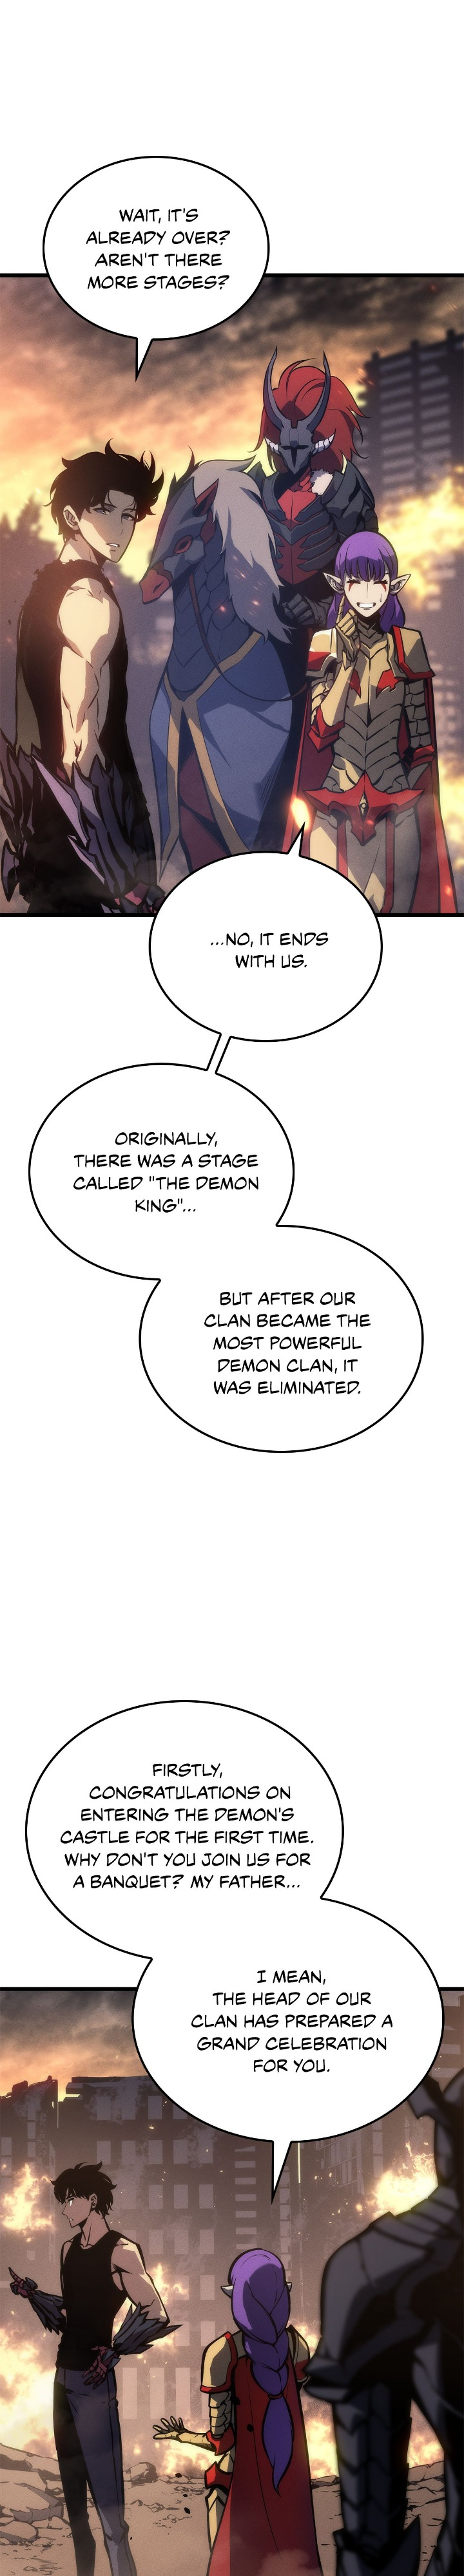 WAIT, IT'S
ALREADY OVER?
AREN'T THERE
MORE STAGES?
...NO, IT ENDS
WITH US.
ORIGINALLY,
THERE WAS A STAGE
CALLED "THE DEMON
KING"...
BUT AFTER OUR
CLAN BECAME THE
MOST POWERFUL
DEMON CLAN, IT
WAS ELIMINATED.
FIRSTLY,
CONGRATULATIONS ON
ENTERING THE DEMON'S
CASTLE FOR THE FIRST TIME.
WHY DON'T YOU JOIN US FOR
A BANQUET? MY FATHER...
I MEAN,
THE HEAD OF OUR
CLAN HAS PREPARED A
GRAND CELEBRATION
FOR YOU.